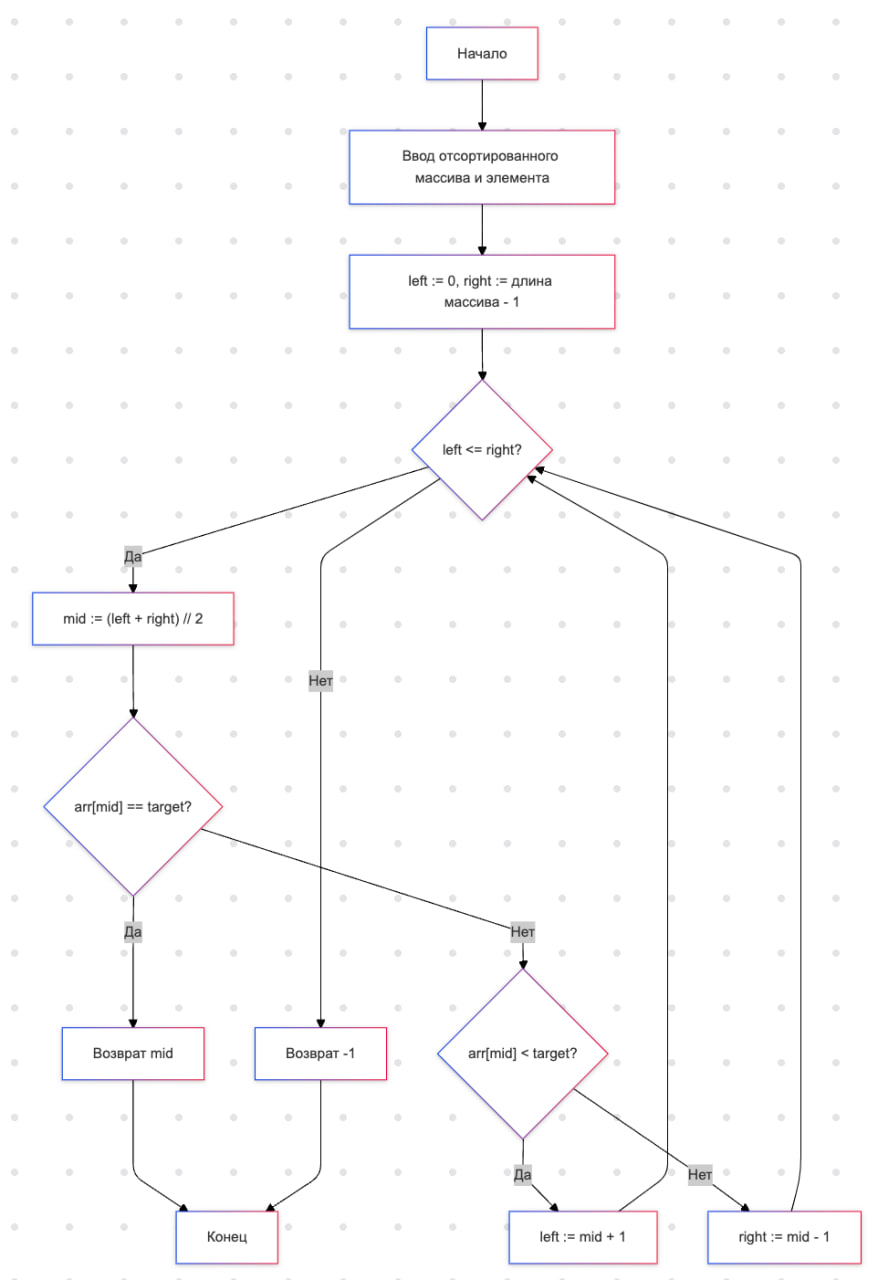 Начало
Ввод отсортированного
массива и элемента
left := 0, right := длина
массива - 1
left <= right?
Да
mid := (left + right) // 2
Нет
arr[mid] == target?
Да
Нет
Возврат mid
Возврат -1
arr[mid] < target?
Да
Нет
Конец
left := mid + 1
right := mid - 1